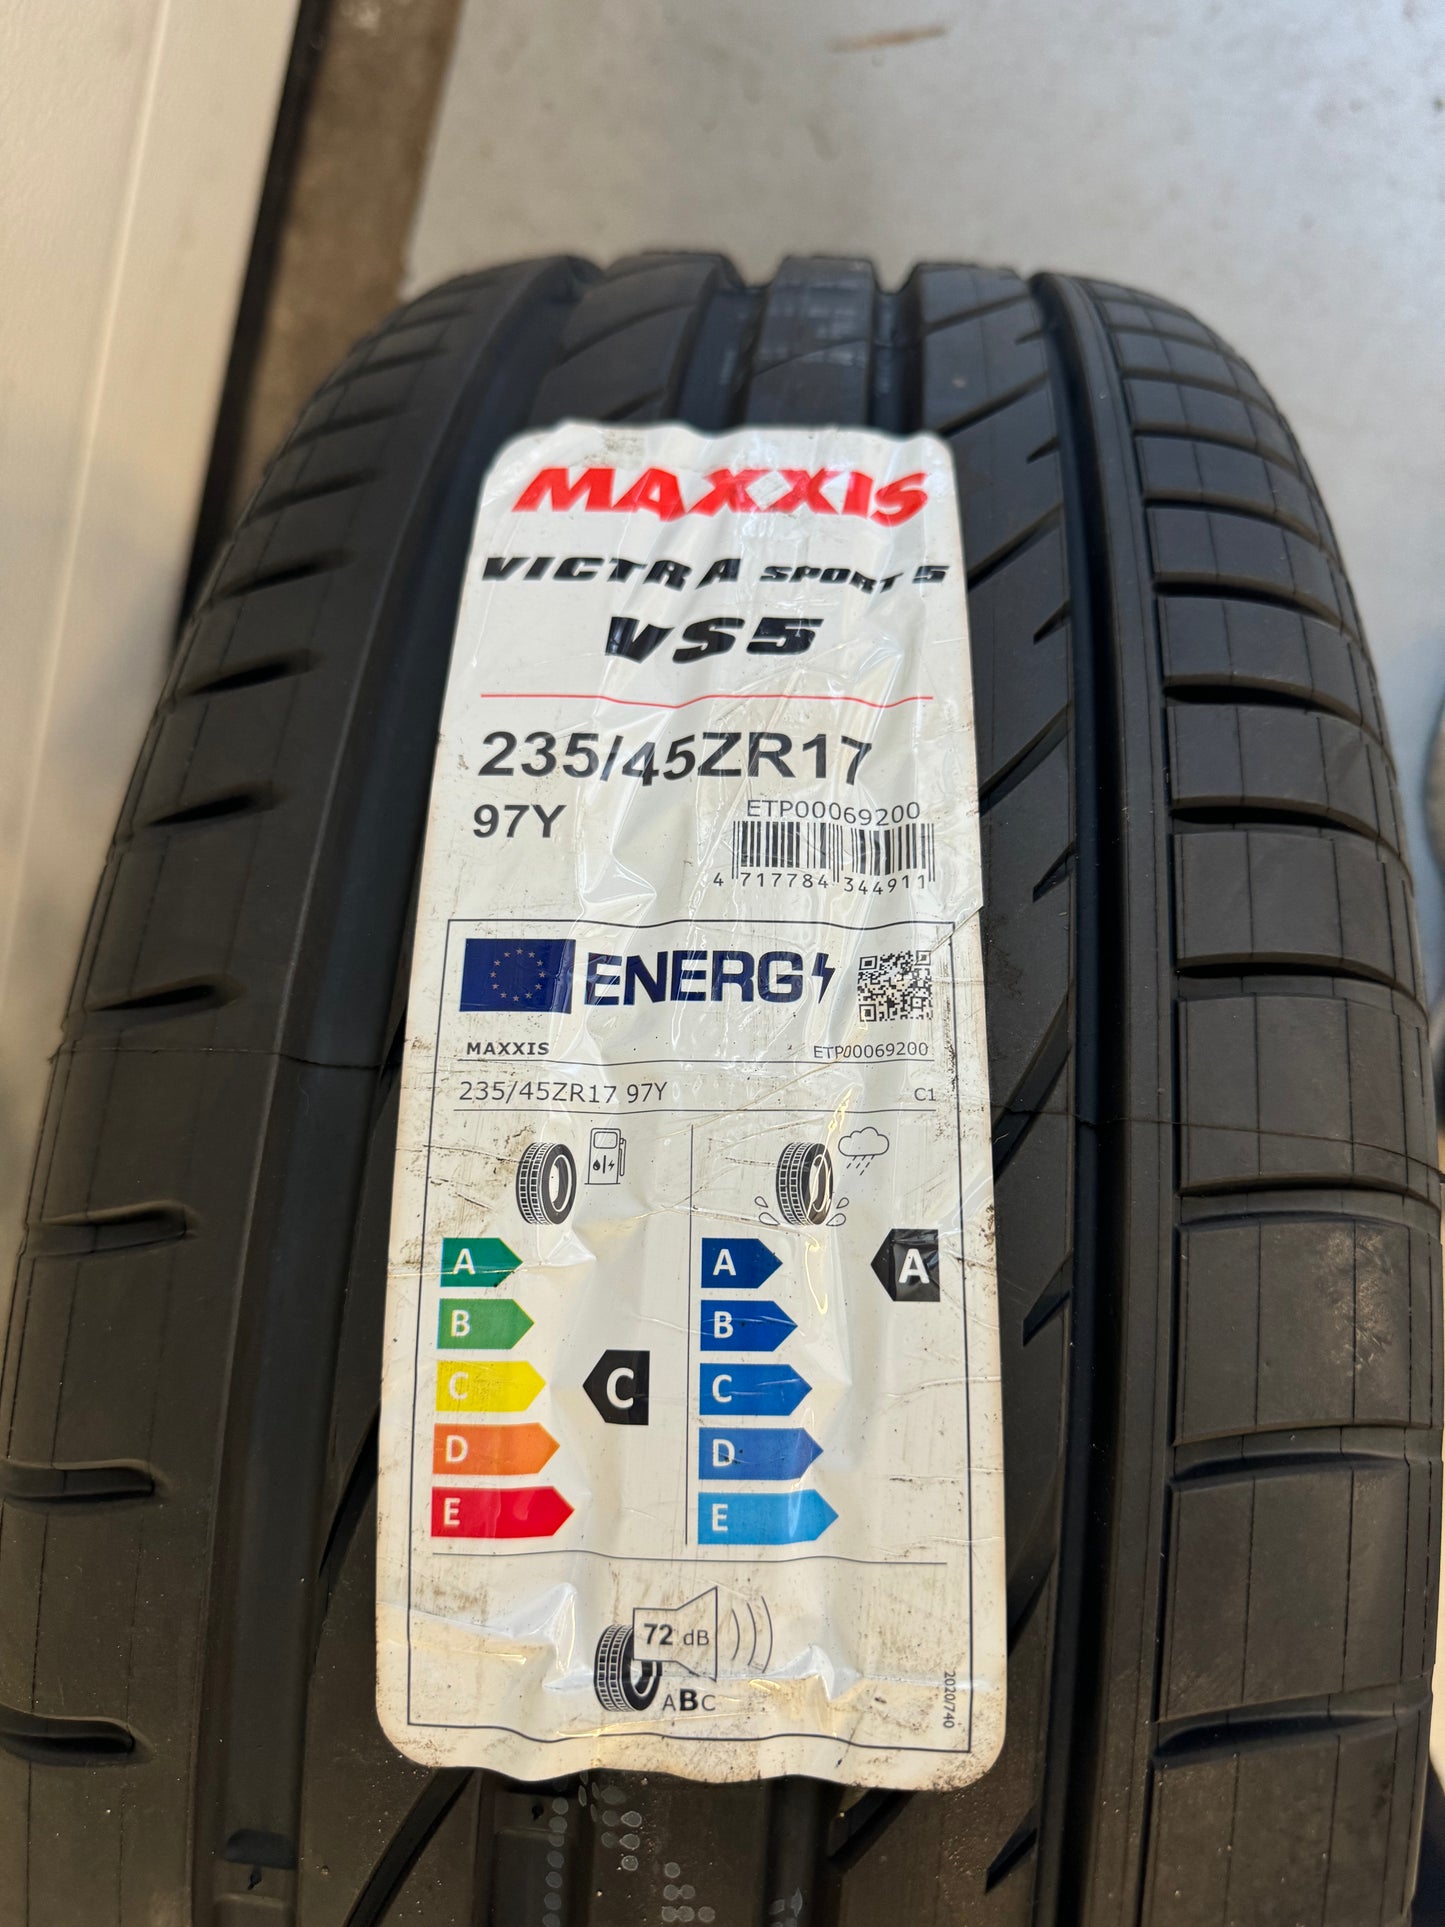 MAXXIS
VICTRA SPORT 5
VS5
235/45ZR17
97Y
ETP00069200
4 717784 344911
ENERG
MAXXIS ETP00069200
235/45ZR17 97Y C1
A
B
C
D
E
C
A
B
C
D
E
A
72 dB
ABC
2020/740